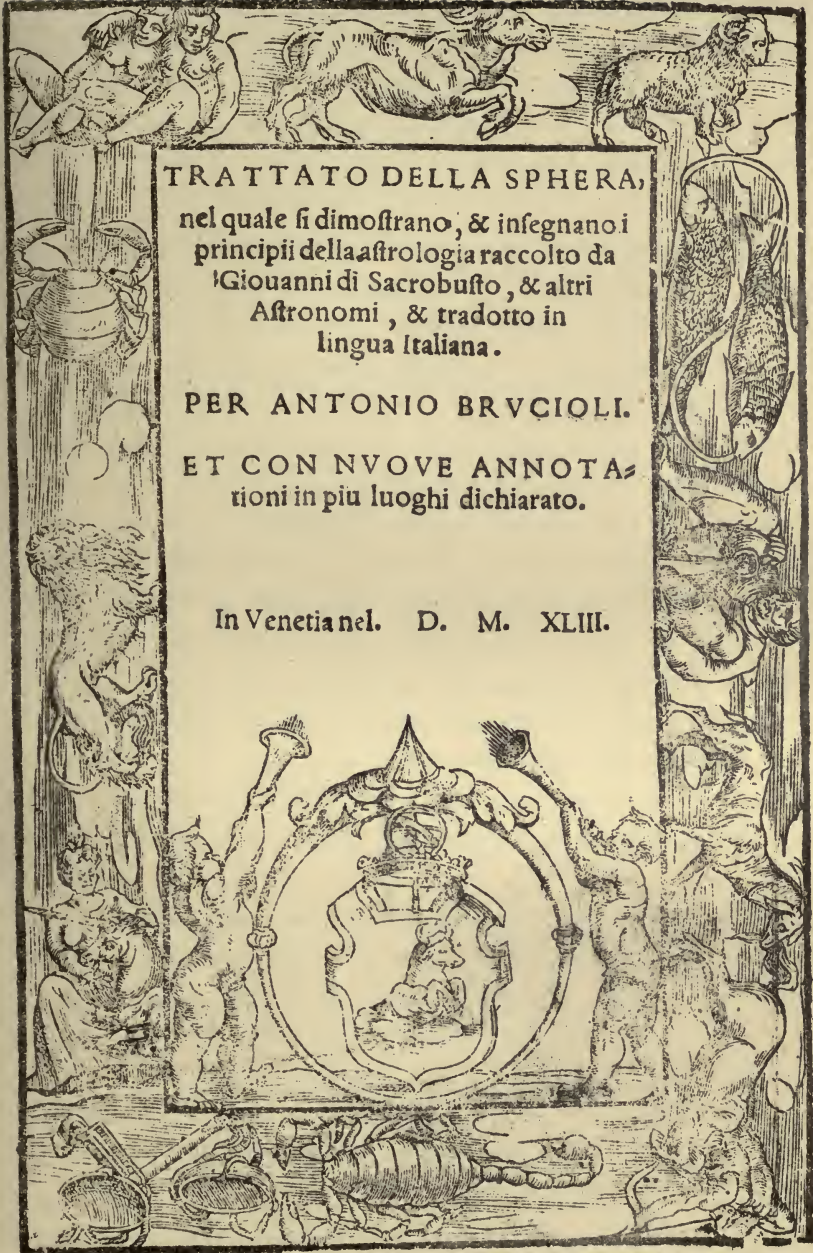 TRATTATO DELLA SPHERA,
nel quale ſi dimoſtrano, & inſegnano i
principii della aſtrologia raccolto da
Giouanni di Sacrobuſto, & altri
Aſtronomi, & tradotto in
lingua Italiana.
PER ANTONIO BRVCIOLI.
ET CON NVOVE ANNOTA⸗
tioni in piu luoghi dichiarato.
In Venetia nel. D. M. XLIII.